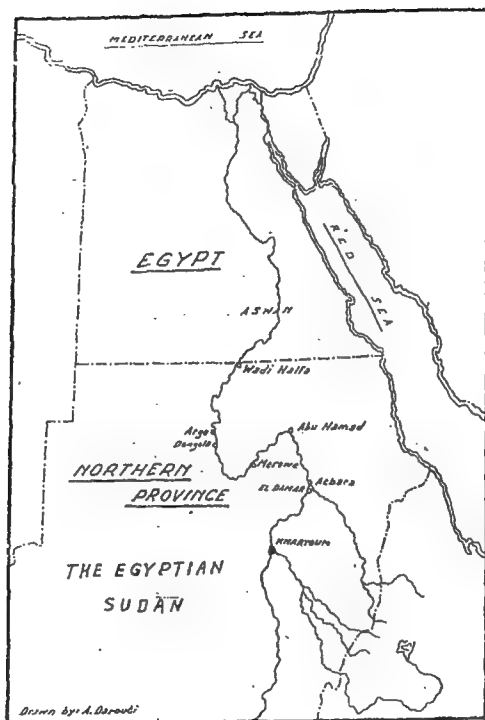 MEDITERRANEAN SEA
EGYPT
RED
SEA
ASWAN
Wadi Halfa
Argo
Dongola
Abu Hamad
Merowe
NORTHERN
PROVINCE
EL DAMAR
Atbara
KHARTOUM
THE EGYPTIAN
SUDAN
Drawn by: A. Darouti